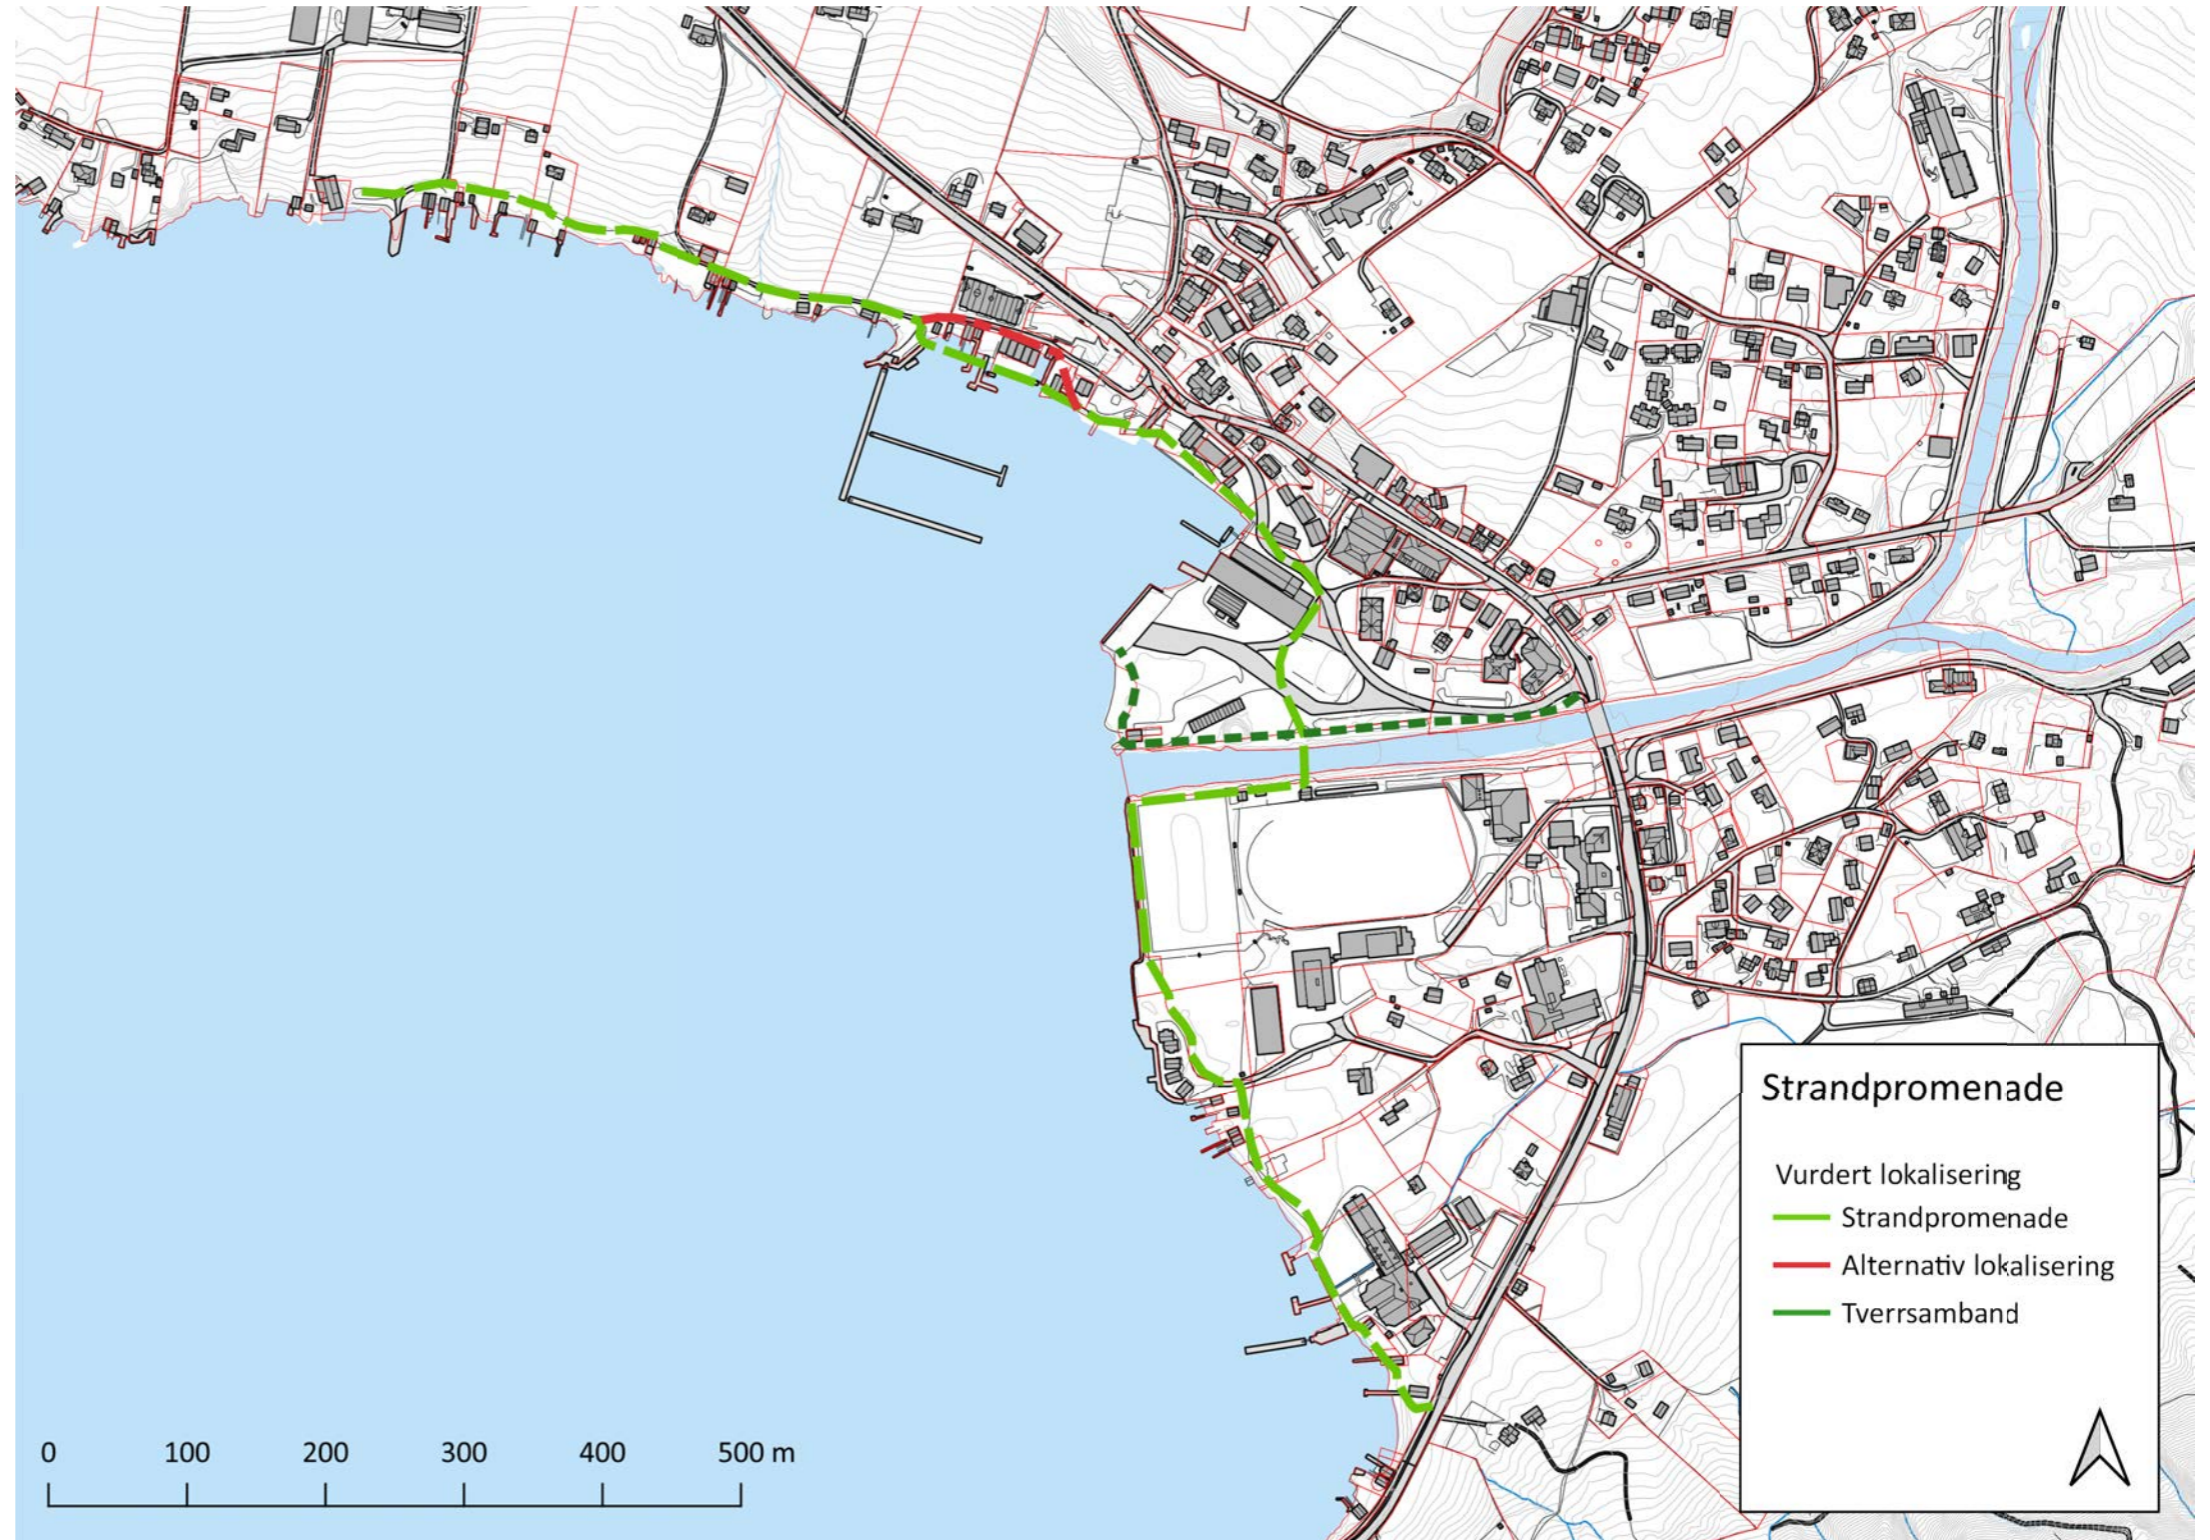 Strandpromenade
Vurdert lokalisering
Strandpromenade
Alternativ lokalisering
Tverrsamband
0 100 200 300 400 500 m